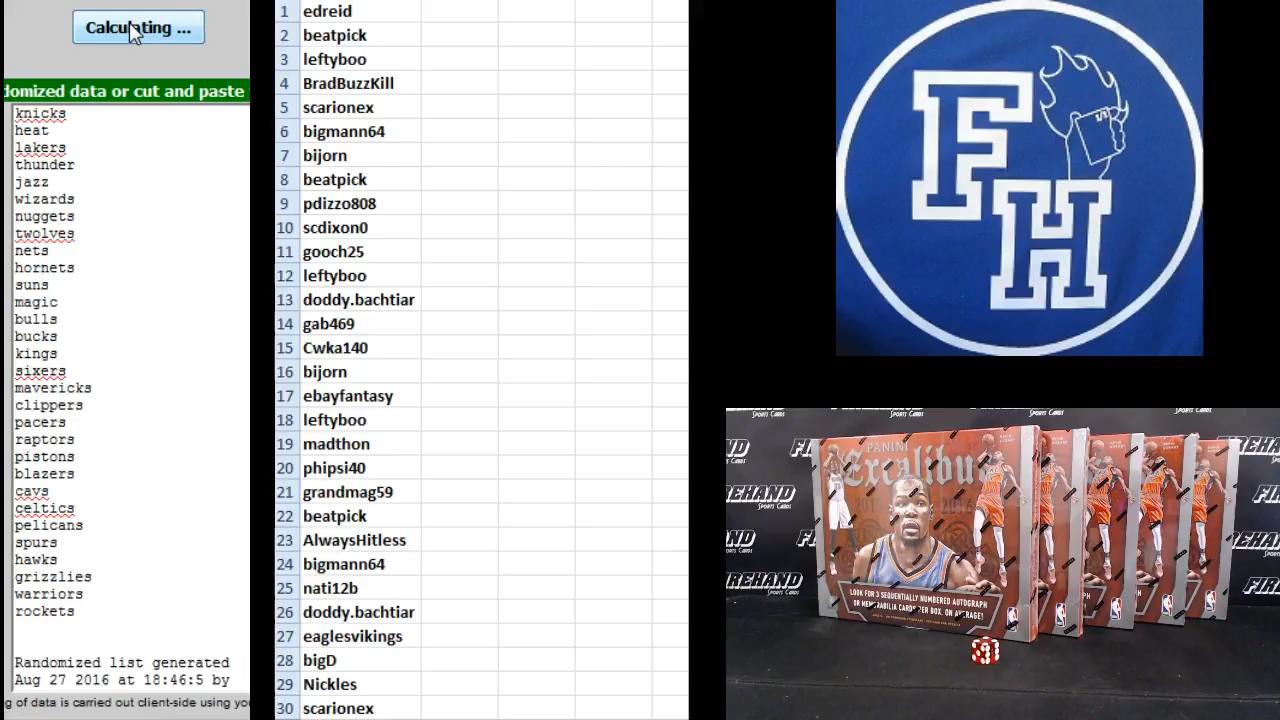 Calculating ...
domized data or cut and paste
knicks
heat
lakers
thunder
jazz
wizards
nuggets
twolves
nets
hornets
suns
magic
bulls
bucks
kings
sixers
mavericks
clippers
pacers
raptors
pistons
blazers
cavs
celtics
pelicans
spurs
hawks
grizzlies
warriors
rockets
Randomized list generated
Aug 27 2016 at 18:46:5 by
g of data is carried out client-side using yo
1 edreid
2 beatpick
3 leftyboo
4 BradBuzzKill
5 scarionex
6 bigmann64
7 bijorn
8 beatpick
9 pdizzo808
10 scdixon0
11 gooch25
12 leftyboo
13 doddy.bachtiar
14 gab469
15 Cwka140
16 bijorn
17 ebayfantasy
18 leftyboo
19 madthon
20 phipsi40
21 grandmag59
22 beatpick
23 AlwaysHitless
24 bigmann64
25 nati12b
26 doddy.bachtiar
27 eaglesvikings
28 bigD
29 Nickles
30 scarionex
FH
1/1
PANINI
Excalibur
2016
LOOK FOR 3 SEQUENTIALLY NUMBERED AUTOGRAPH
OR MEMORABILIA CARDS PER BOX, ON AVERAGE!
FIREHAND
Sports Cards